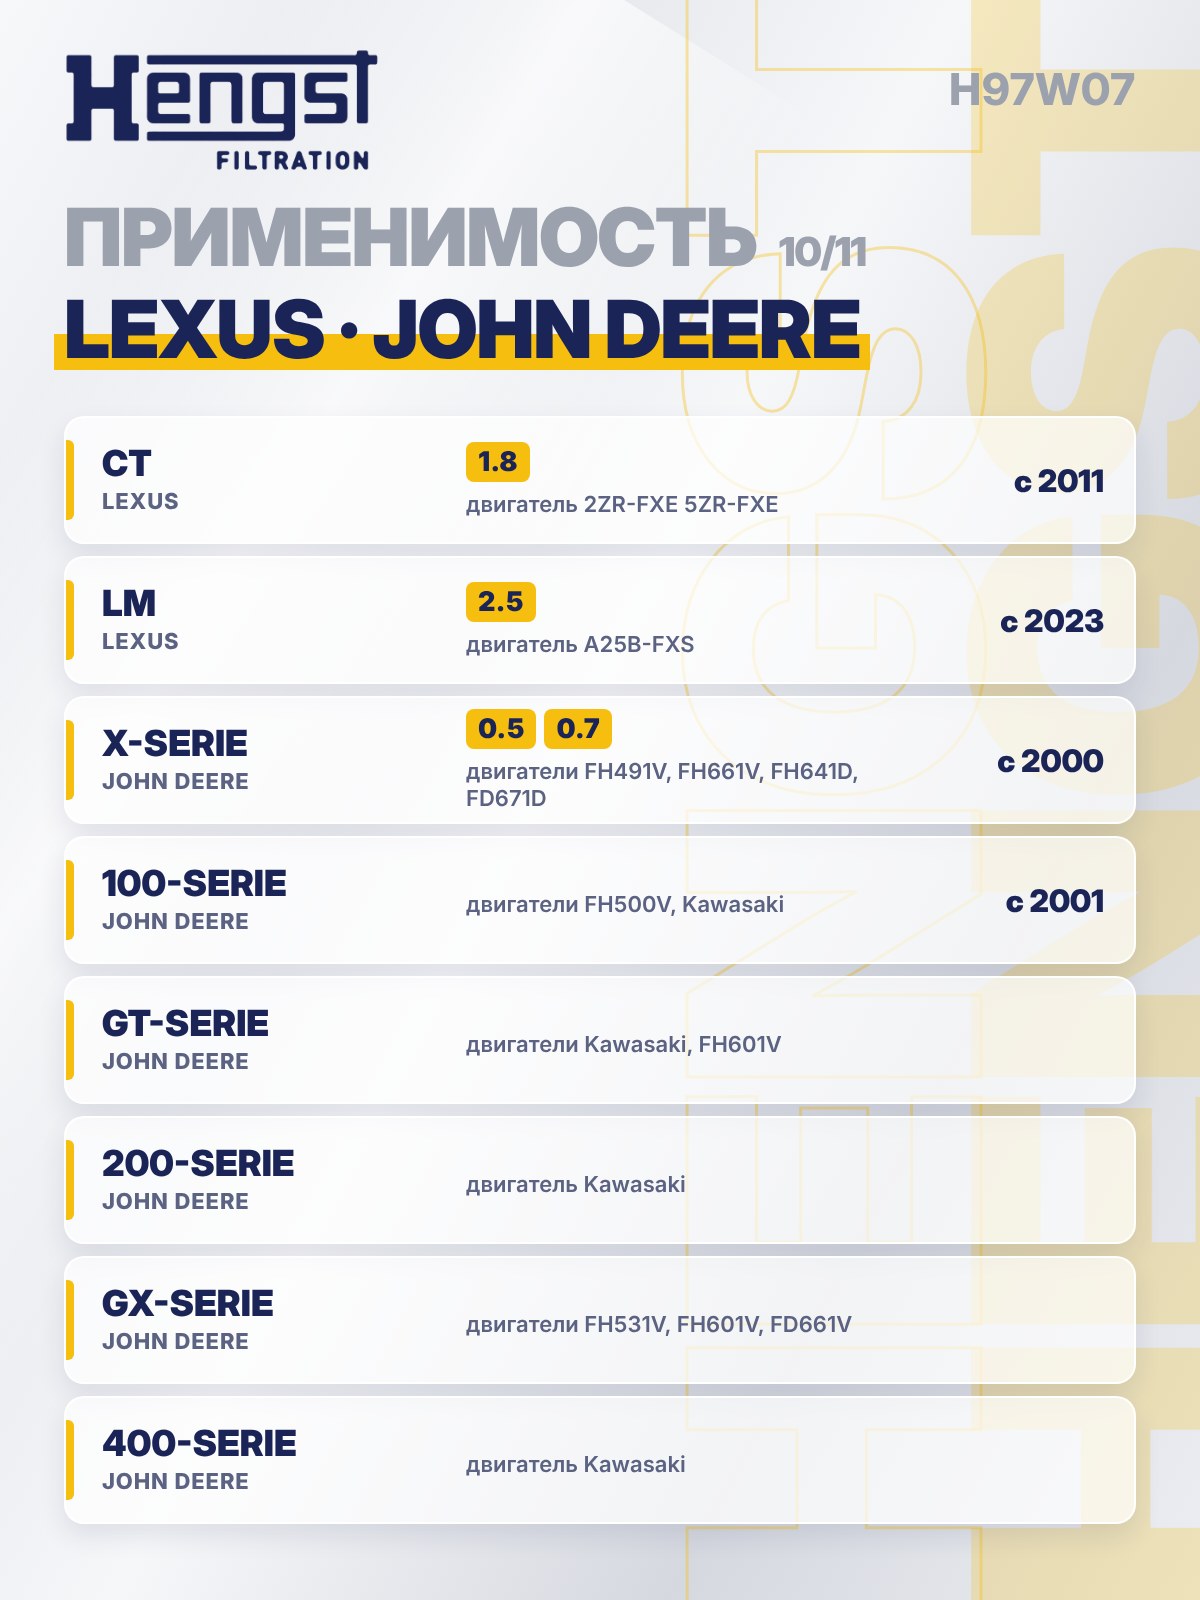 Hengst
FILTRATION
H97W07
ПРИМЕНИМОСТЬ 10/11
LEXUS · JOHN DEERE
CT
LEXUS
1.8
двигатель 2ZR-FXE 5ZR-FXE
с 2011
LM
LEXUS
2.5
двигатель A25B-FXS
с 2023
X-SERIE
JOHN DEERE
0.5 0.7
двигатели FH491V, FH661V, FH641D,
FD671D
с 2000
100-SERIE
JOHN DEERE
двигатели FH500V, Kawasaki
с 2001
GT-SERIE
JOHN DEERE
двигатели Kawasaki, FH601V
200-SERIE
JOHN DEERE
двигатель Kawasaki
GX-SERIE
JOHN DEERE
двигатели FH531V, FH601V, FD661V
400-SERIE
JOHN DEERE
двигатель Kawasaki
HENGST
HENGST